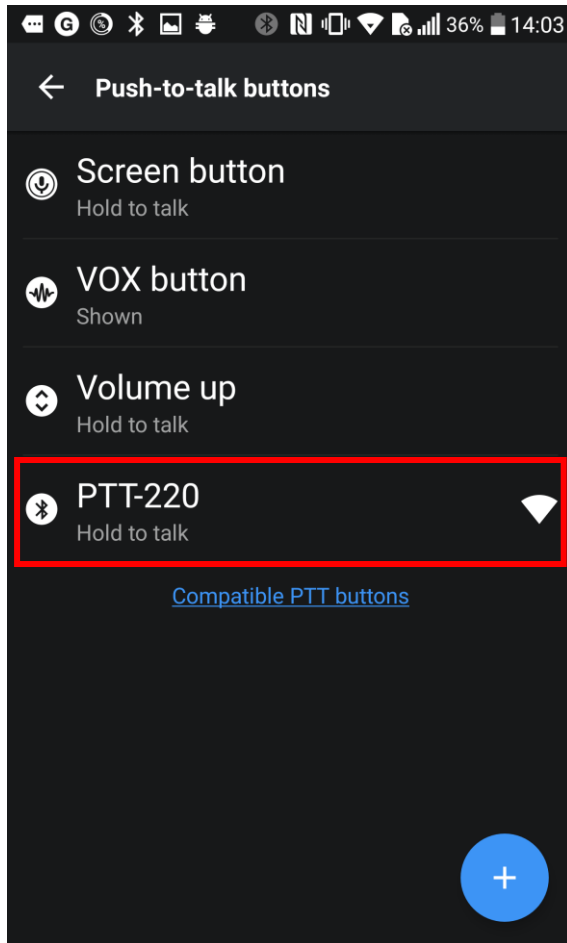 G 36% 14:03
Push-to-talk buttons
Screen button
Hold to talk
VOX button
Shown
Volume up
Hold to talk
PTT-220
Hold to talk
Compatible PTT buttons